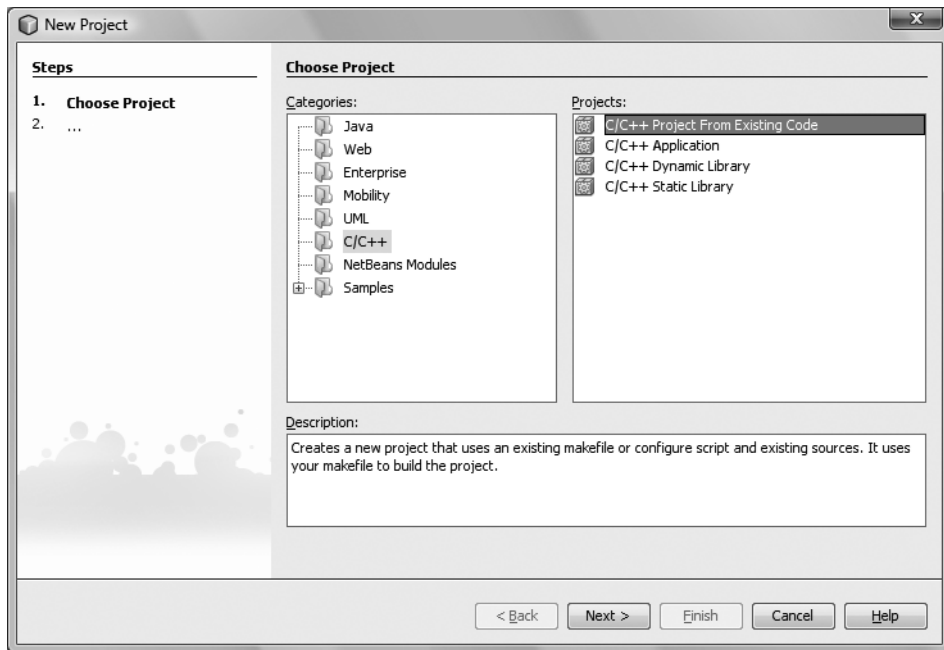 New Project
Steps
1. Choose Project
2. ...
Choose Project
Categories:
Java
Web
Enterprise
Mobility
UML
C/C++
NetBeans Modules
Samples
Projects:
C/C++ Project From Existing Code
C/C++ Application
C/C++ Dynamic Library
C/C++ Static Library
Description:
Creates a new project that uses an existing makefile or configure script and existing sources. It uses
your makefile to build the project.
< Back
Next >
Finish
Cancel
Help